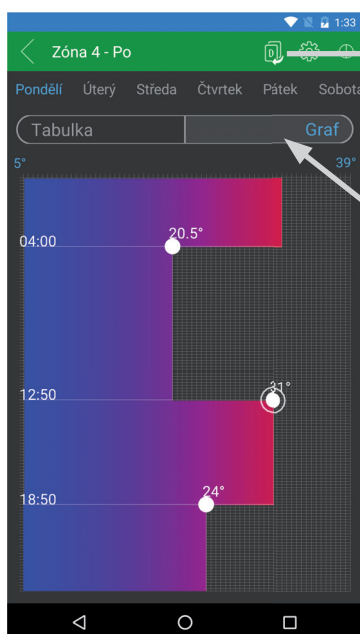 1:33
Zóna 4 - Po
Pondělí Úterý Středa Čtvrtek Pátek Sobota
Tabulka Graf
5° 39°
20.5°
04:00
31°
12:50
24°
18:50